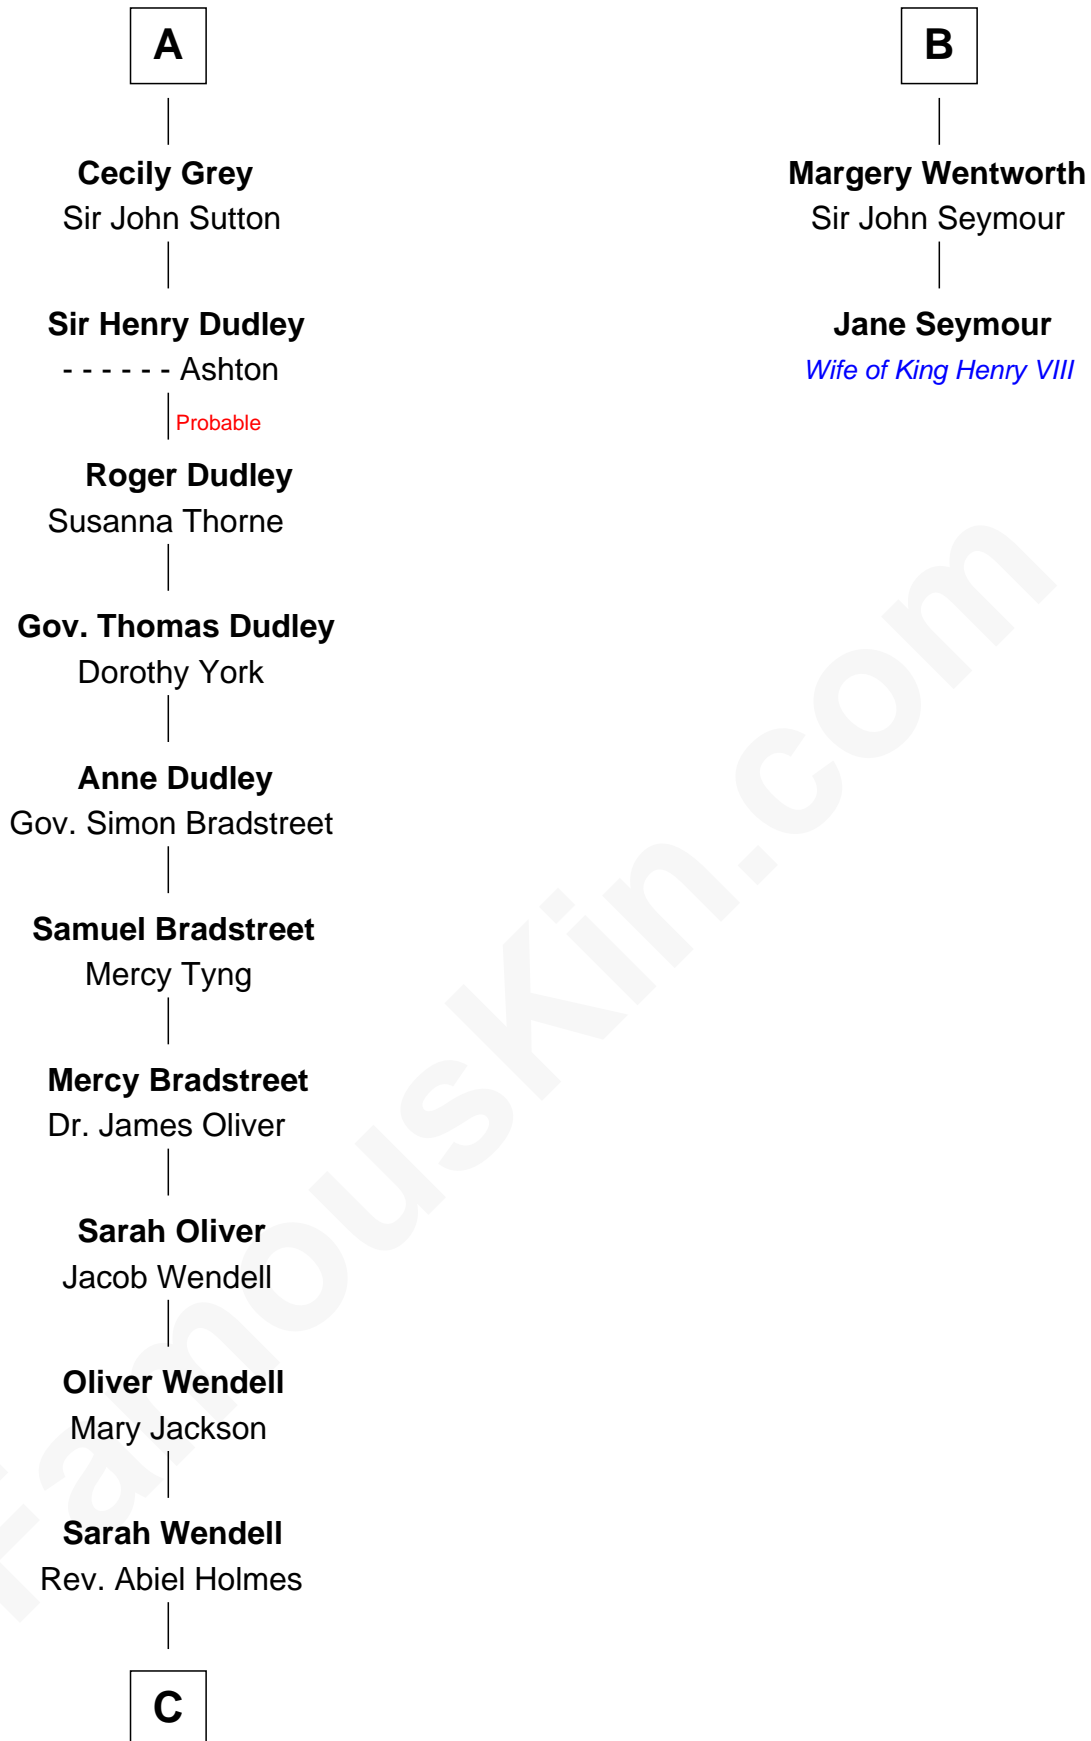 A
Cecily Grey
Sir John Sutton
Sir Henry Dudley
- - - - - - Ashton
Probable
Roger Dudley
Susanna Thorne
Gov. Thomas Dudley
Dorothy York
Anne Dudley
Gov. Simon Bradstreet
Samuel Bradstreet
Mercy Tyng
Mercy Bradstreet
Dr. James Oliver
Sarah Oliver
Jacob Wendell
Oliver Wendell
Mary Jackson
Sarah Wendell
Rev. Abiel Holmes
C
B
Margery Wentworth
Sir John Seymour
Jane Seymour
Wife of King Henry VIII
FamousKin.com